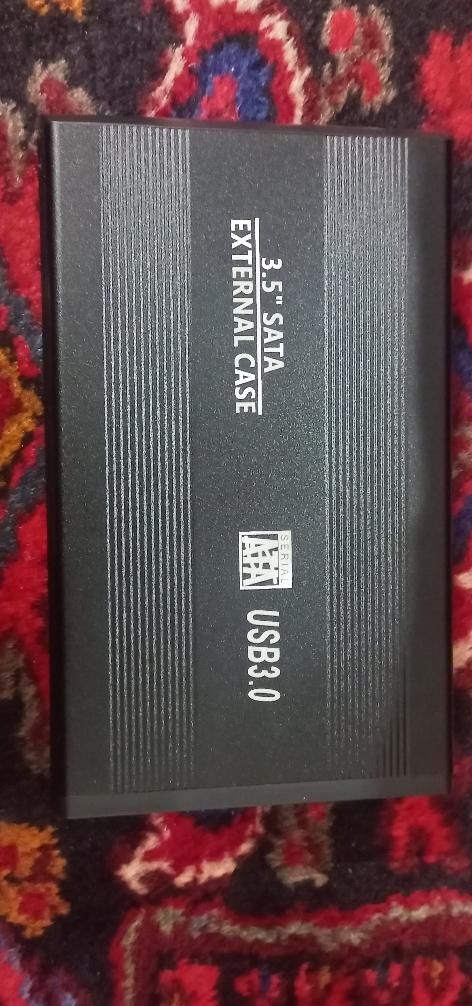 3.5" SATA
EXTERNAL CASE
SERIAL
ATA
USB3.0